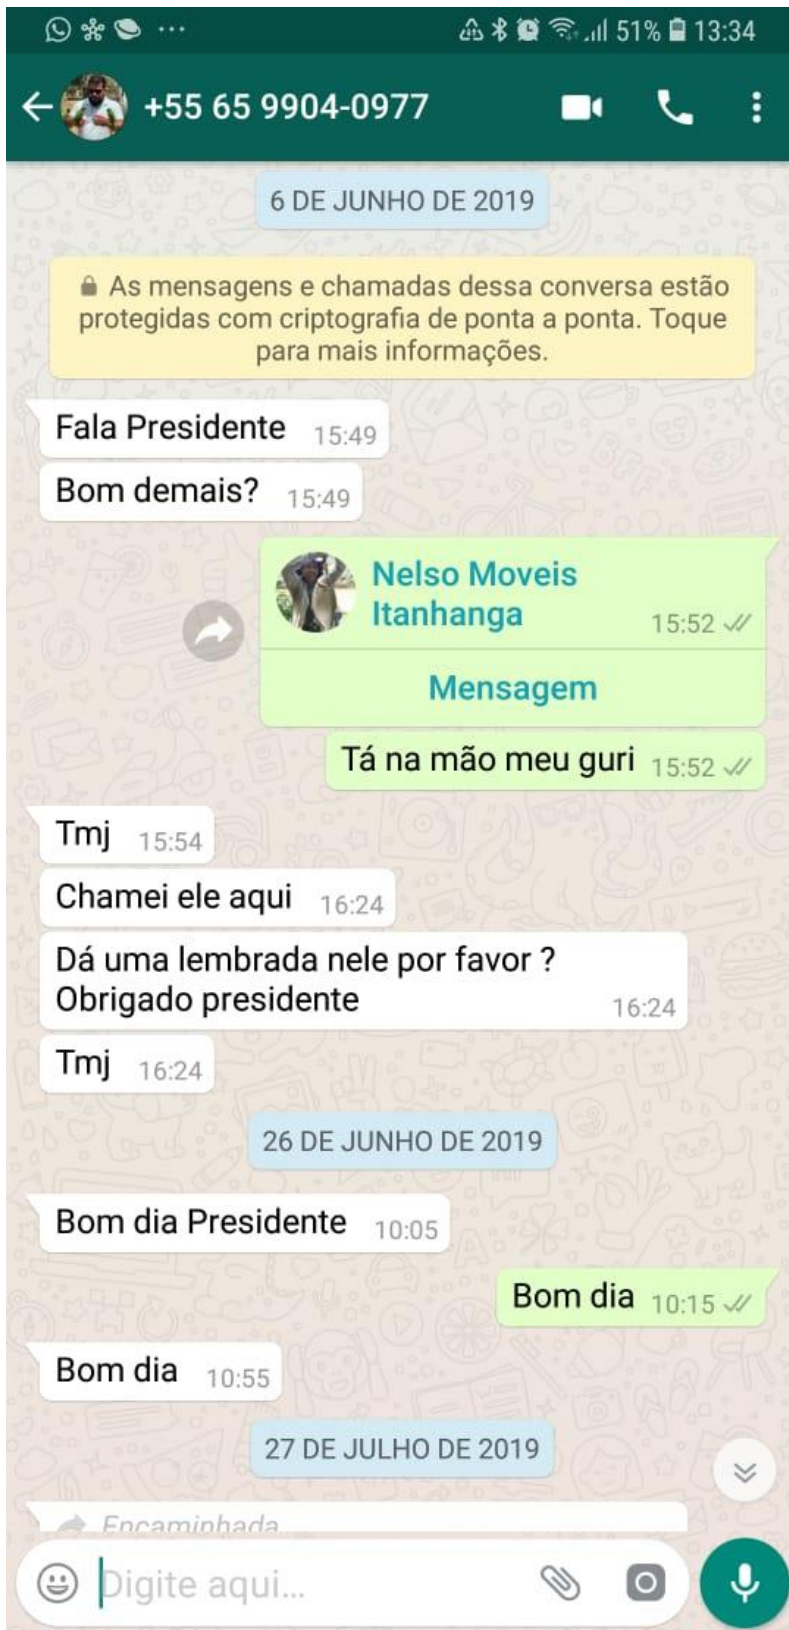 51% 13:34
+55 65 9904-0977
6 DE JUNHO DE 2019
As mensagens e chamadas dessa conversa estão
protegidas com criptografia de ponta a ponta. Toque
para mais informações.
Fala Presidente 15:49
Bom demais? 15:49
Nelso Moveis
Itanhanga 15:52
Mensagem
Tá na mão meu guri 15:52
Tmj 15:54
Chamei ele aqui 16:24
Dá uma lembrada nele por favor ?
Obrigado presidente 16:24
Tmj 16:24
26 DE JUNHO DE 2019
Bom dia Presidente 10:05
Bom dia 10:15
Bom dia 10:55
27 DE JULHO DE 2019
Encaminhada
Digite aqui...